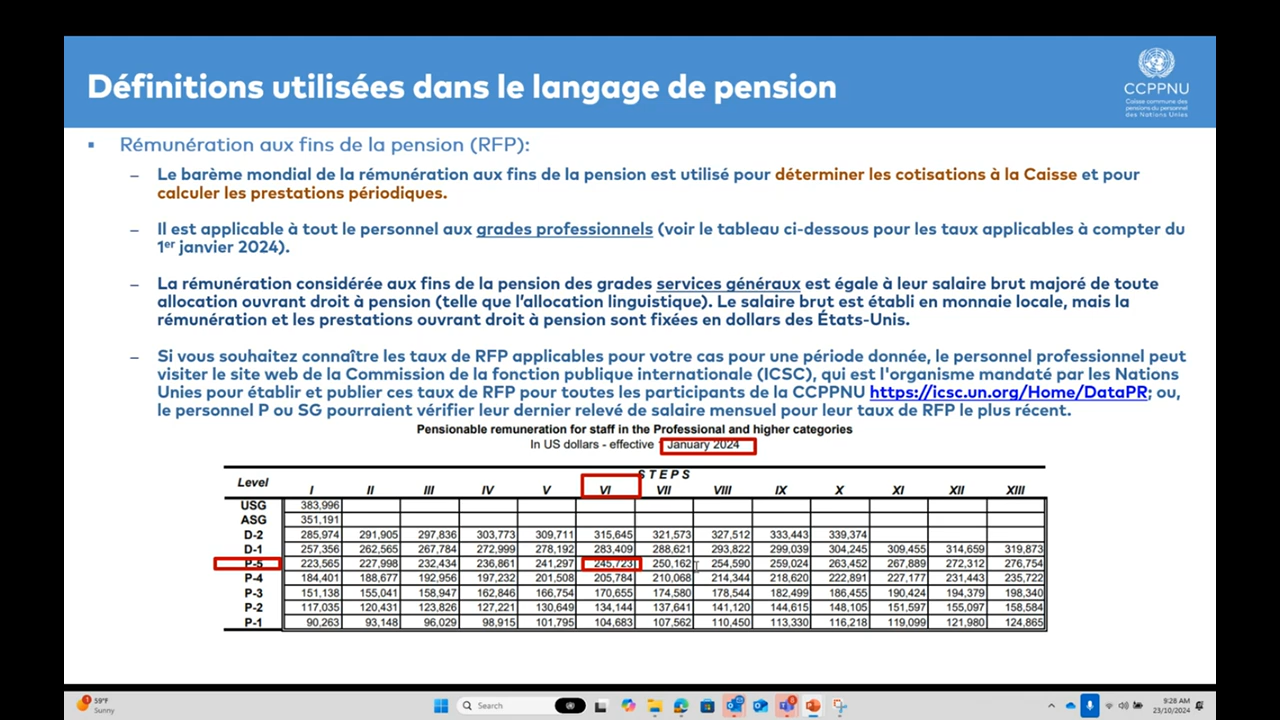 Définitions utilisées dans le langage de pension
CCPPNU
Caisse commune des
pensions du personnel
des Nations Unies
▪ Rémunération aux fins de la pension (RFP):
– Le barème mondial de la rémunération aux fins de la pension est utilisé pour déterminer les cotisations à la Caisse et pour
calculer les prestations périodiques.
– Il est applicable à tout le personnel aux grades professionnels (voir le tableau ci-dessous pour les taux applicables à compter du
1er janvier 2024).
– La rémunération considérée aux fins de la pension des grades services généraux est égale à leur salaire brut majoré de toute
allocation ouvrant droit à pension (telle que l’allocation linguistique). Le salaire brut est établi en monnaie locale, mais la
rémunération et les prestations ouvrant droit à pension sont fixées en dollars des États-Unis.
– Si vous souhaitez connaître les taux de RFP applicables pour votre cas pour une période donnée, le personnel professionnel peut
visiter le site web de la Commission de la fonction publique internationale (ICSC), qui est l'organisme mandaté par les Nations
Unies pour établir et publier ces taux de RFP pour toutes les participants de la CCPPNU https://icsc.un.org/Home/DataPR; ou,
le personnel P ou SG pourraient vérifier leur dernier relevé de salaire mensuel pour leur taux de RFP le plus récent.
Pensionable remuneration for staff in the Professional and higher categories
In US dollars - effective January 2024
STEPS
Level I II III IV V VI VII VIII IX X XI XII XIII
USG 383,996
ASG 351,191
D-2 285,974 291,905 297,836 303,773 309,711 315,645 321,573 327,512 333,443 339,374
D-1 257,356 262,565 267,784 272,999 278,192 283,409 288,621 293,822 299,039 304,245 309,455 314,659 319,873
P-5 223,565 227,998 232,434 236,861 241,297 245,723 250,162 254,590 259,024 263,452 267,889 272,312 276,754
P-4 184,401 188,677 192,956 197,232 201,508 205,784 210,068 214,344 218,620 222,891 227,177 231,443 235,722
P-3 151,138 155,041 158,947 162,846 166,754 170,655 174,580 178,544 182,499 186,455 190,424 194,379 198,340
P-2 117,035 120,431 123,826 127,221 130,649 134,144 137,641 141,120 144,615 148,105 151,597 155,097 158,584
P-1 90,263 93,148 96,029 98,915 101,795 104,683 107,562 110,450 113,330 116,218 119,099 121,980 124,865
59°F
Sunny
Search
9:28 AM
23/10/2024